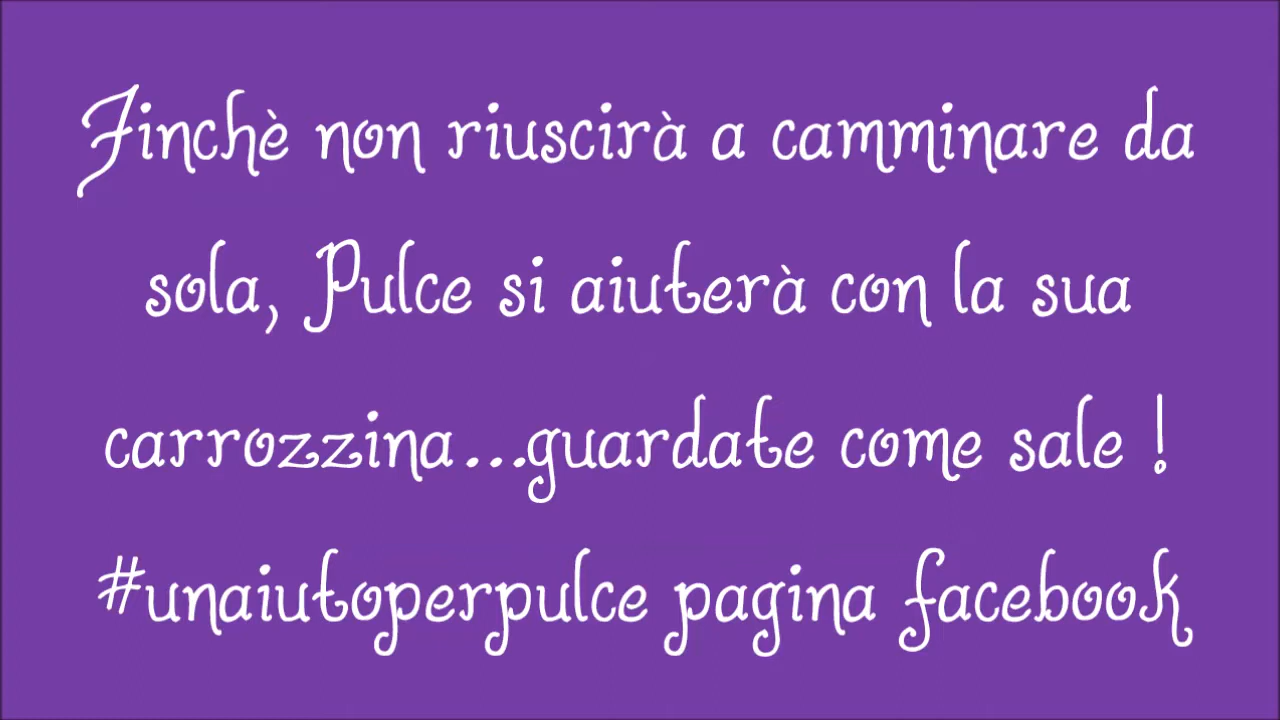 Finchè non riuscirà a camminare da
sola, Pulce si aiuterà con la sua
carrozzina...guardate come sale !
#unaiutoperpulce pagina facebook